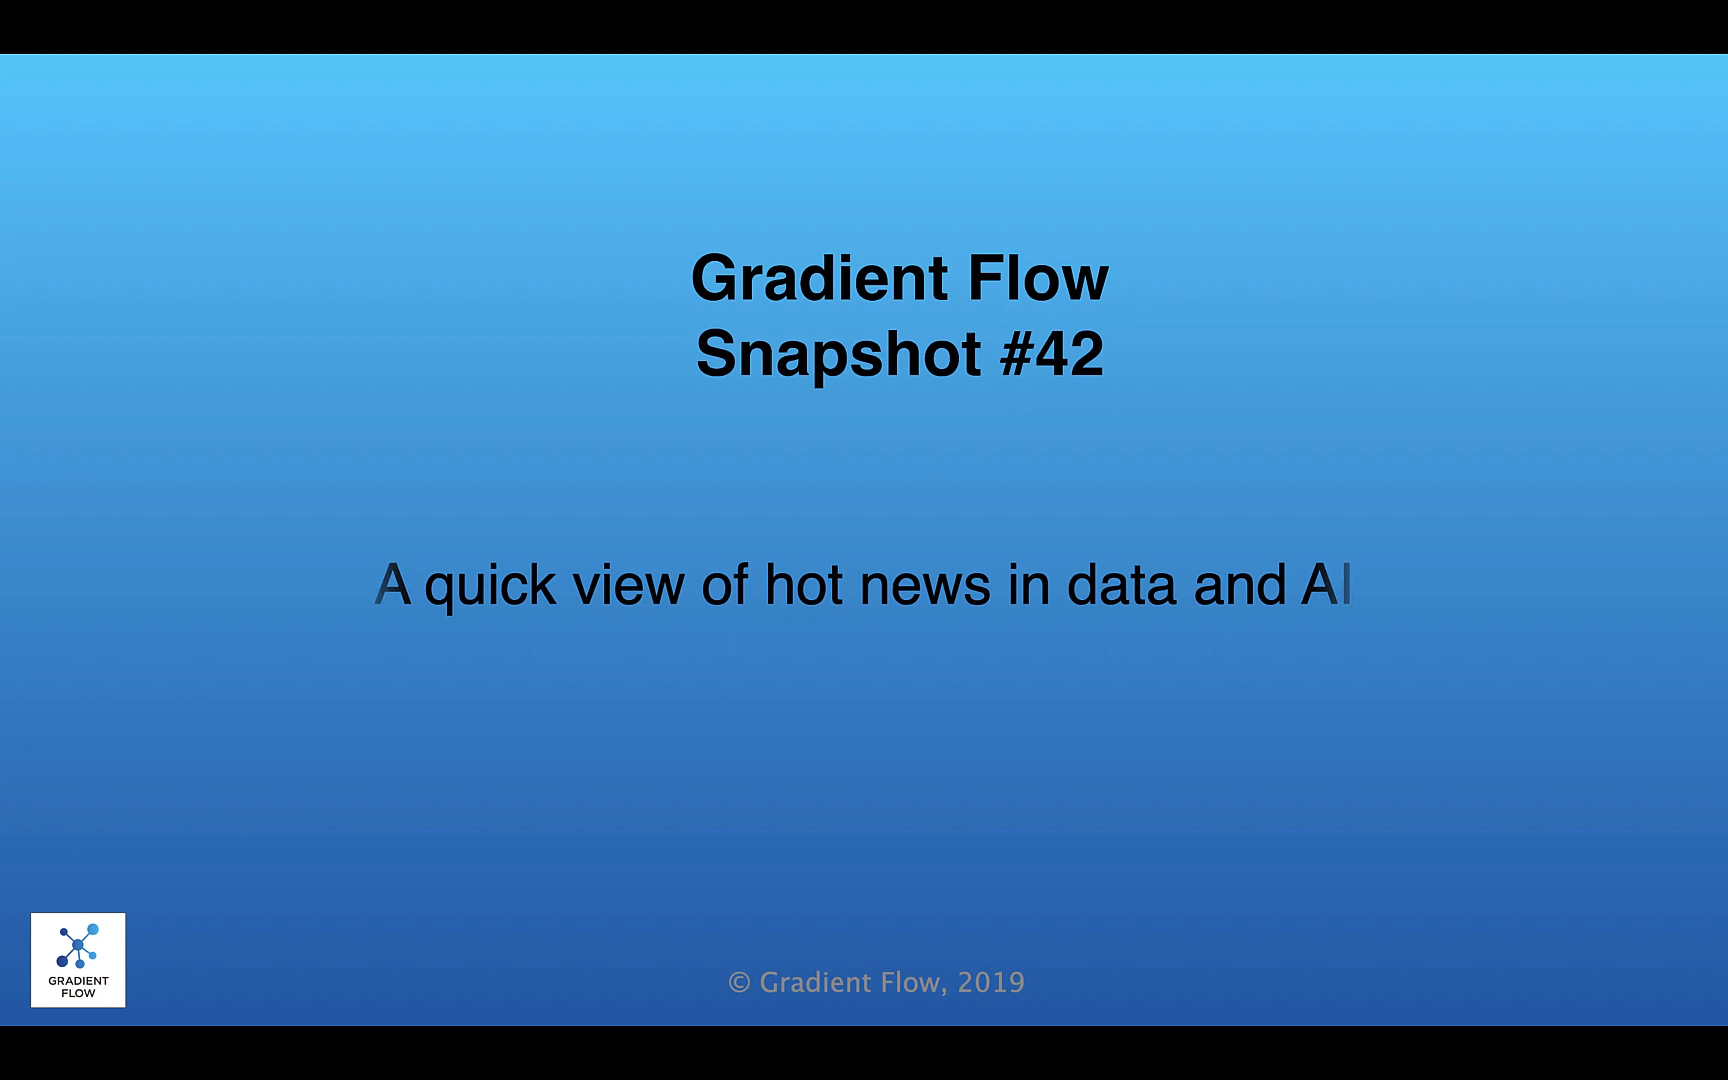 Gradient Flow
Snapshot #42
A quick view of hot news in data and AI
GRADIENT
FLOW
© Gradient Flow, 2019